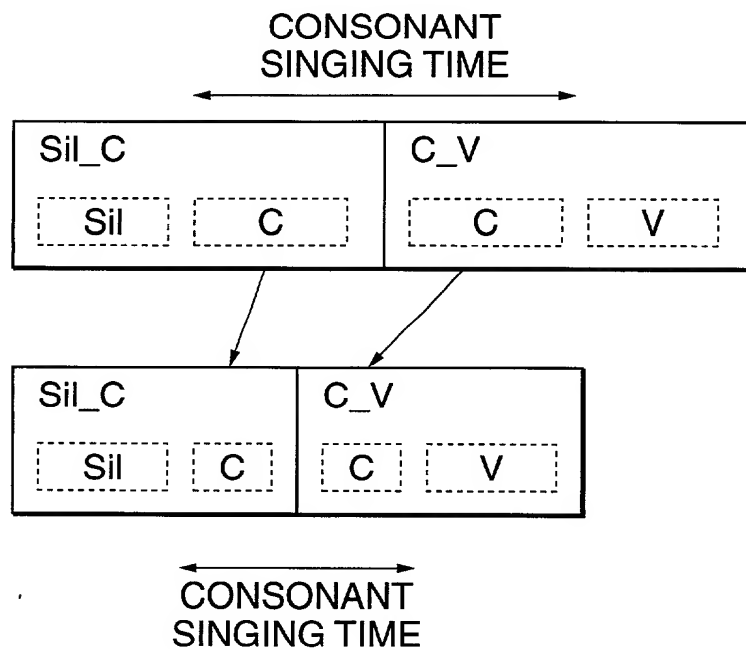 CONSONANT
SINGING TIME
Sil_C C_V
Sil C C V
Sil_C C_V
Sil C C V
CONSONANT
SINGING TIME